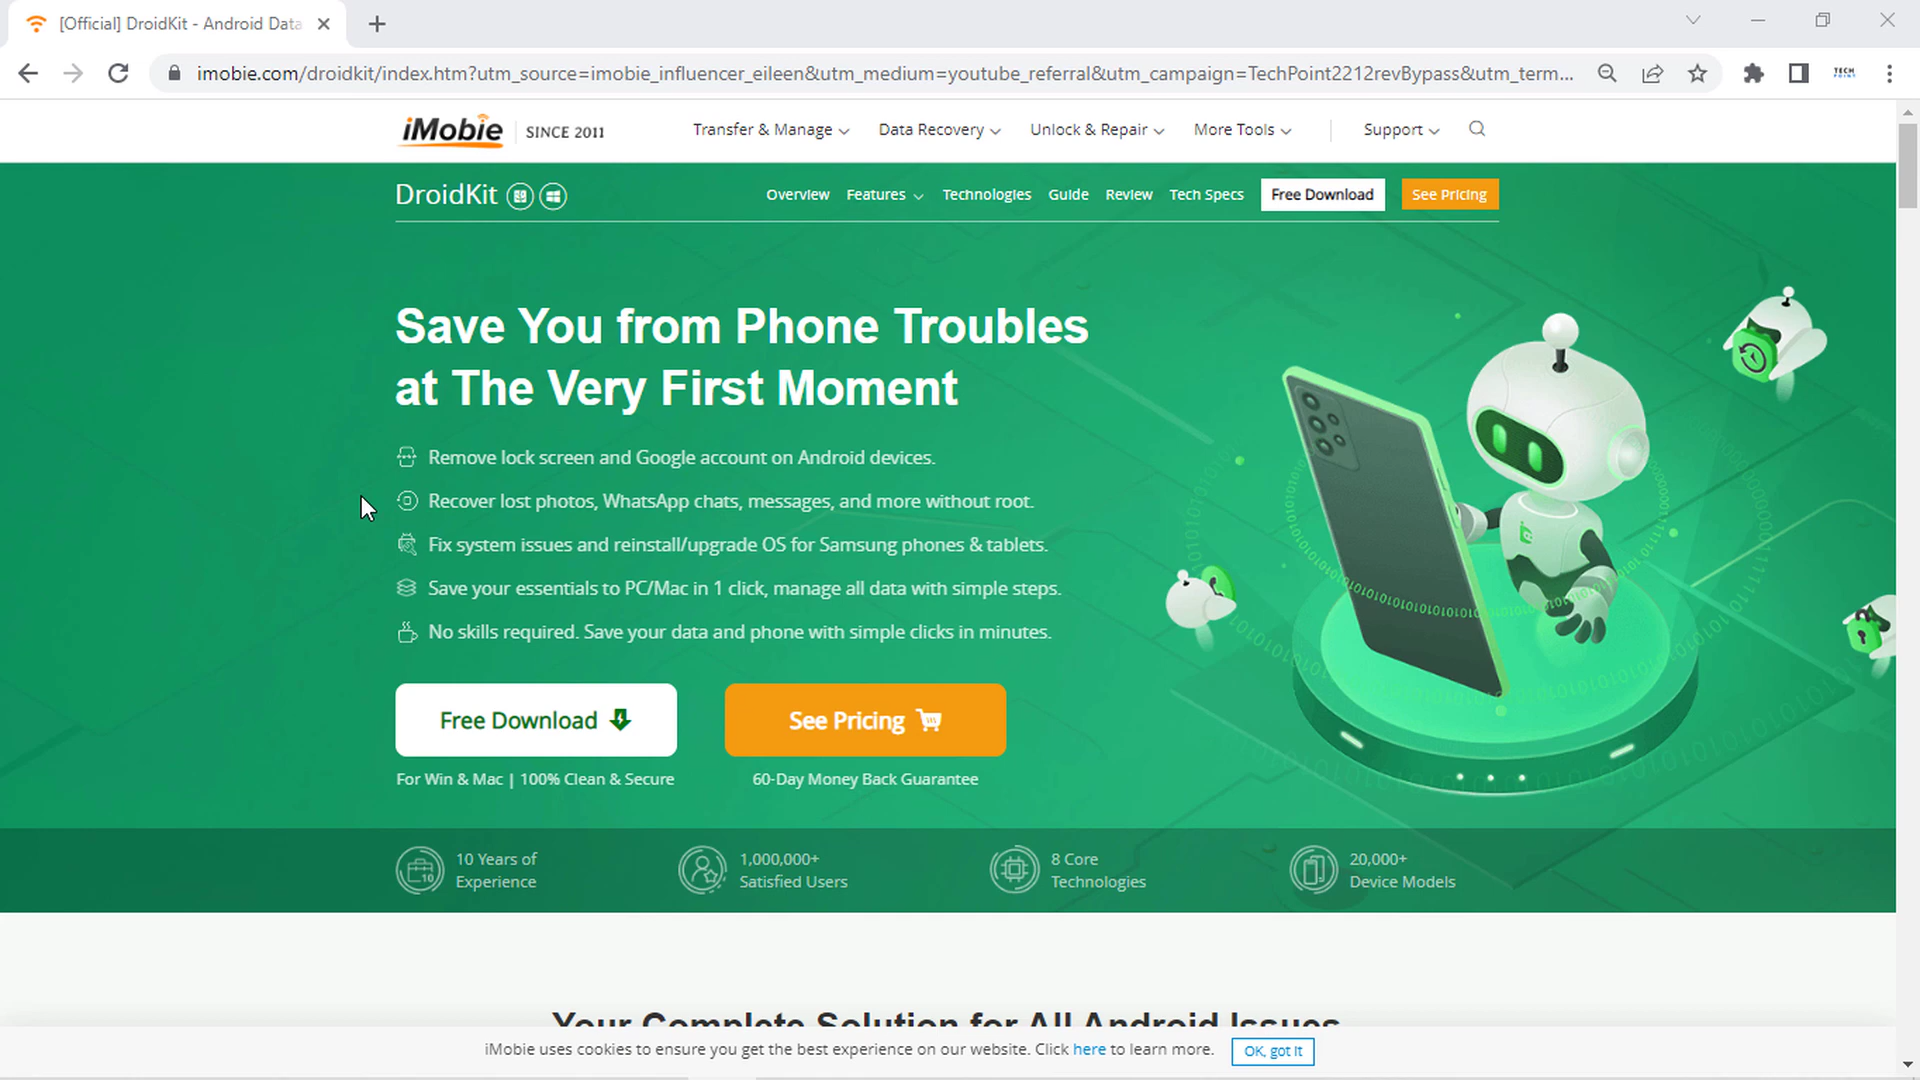 [Official] DroidKit - Android Data
imobie.com/droidkit/index.htm?utm_source=imobie_influencer_eileen&utm_medium=youtube_referral&utm_campaign=TechPoint2212revBypass&utm_term...
TECH
POINT
iMobie SINCE 2011
Transfer & Manage Data Recovery Unlock & Repair More Tools Support
DroidKit
Overview Features Technologies Guide Review Tech Specs Free Download See Pricing
Save You from Phone Troubles
at The Very First Moment
Remove lock screen and Google account on Android devices.
Recover lost photos, WhatsApp chats, messages, and more without root.
Fix system issues and reinstall/upgrade OS for Samsung phones & tablets.
Save your essentials to PC/Mac in 1 click, manage all data with simple steps.
No skills required. Save your data and phone with simple clicks in minutes.
Free Download See Pricing
For Win & Mac | 100% Clean & Secure 60-Day Money Back Guarantee
10 Years of
Experience
1,000,000+
Satisfied Users
8 Core
Technologies
20,000+
Device Models
Your Complete Solution for All Android Issues
iMobie uses cookies to ensure you get the best experience on our website. Click here to learn more. OK, got it